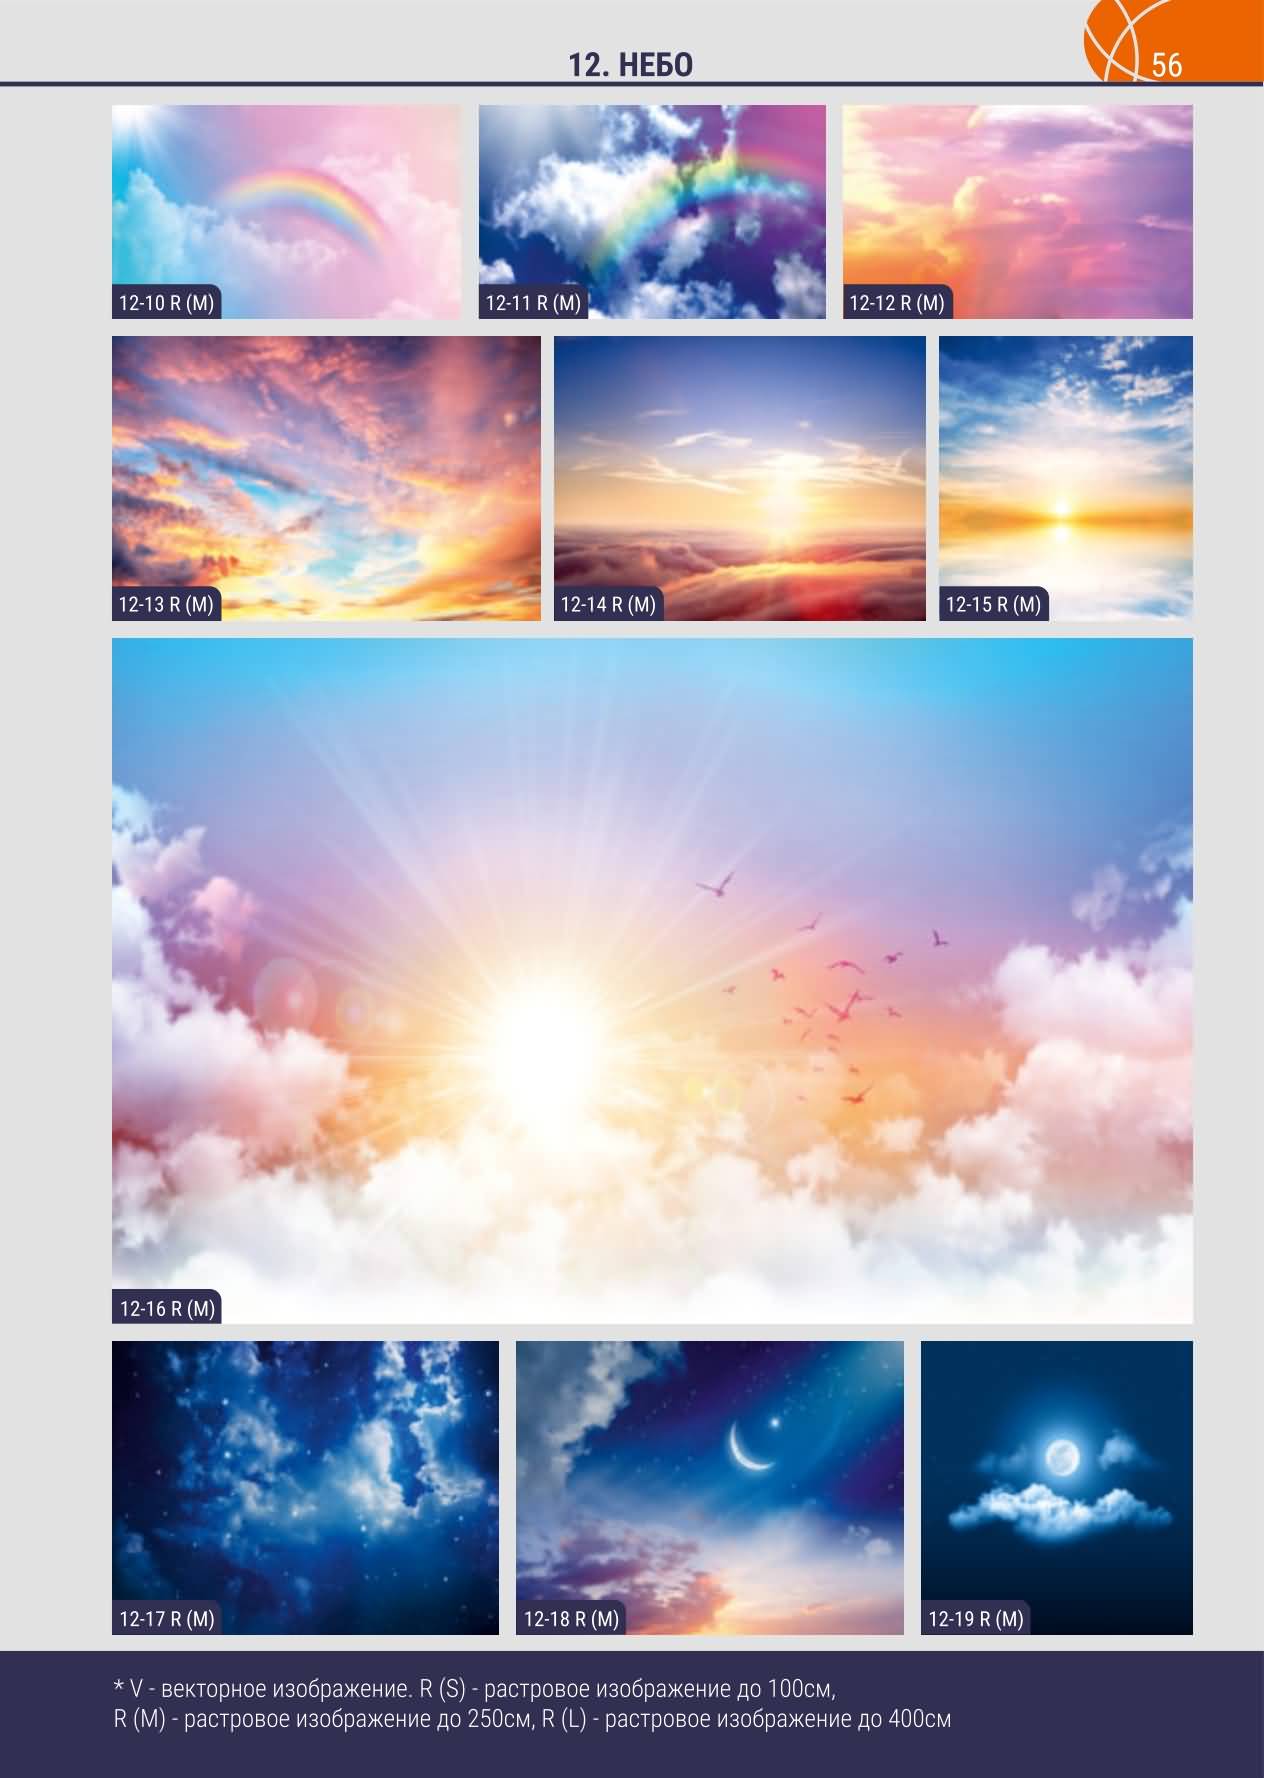 12. НЕБО
56
12-10 R (M)
12-11 R (M)
12-12 R (M)
12-13 R (M)
12-14 R (M)
12-15 R (M)
12-16 R (M)
12-17 R (M)
12-18 R (M)
12-19 R (M)
* V - векторное изображение. R (S) - растровое изображение до 100см,
R (M) - растровое изображение до 250см, R (L) - растровое изображение до 400см